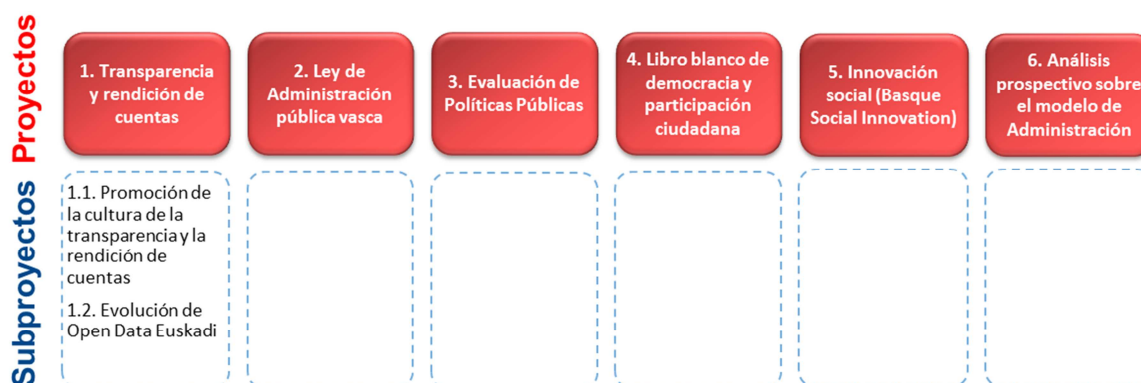 Proyectos
1. Transparencia
y rendición de
cuentas
2. Ley de
Administración
pública vasca
3. Evaluación de
Políticas Públicas
4. Libro blanco de
democracia y
participación
ciudadana
5. Innovación
social (Basque
Social Innovation)
6. Análisis
prospectivo sobre
el modelo de
Administración
Subproyectos
1.1. Promoción de
la cultura de la
transparencia y la
rendición de
cuentas
1.2. Evolución de
Open Data Euskadi